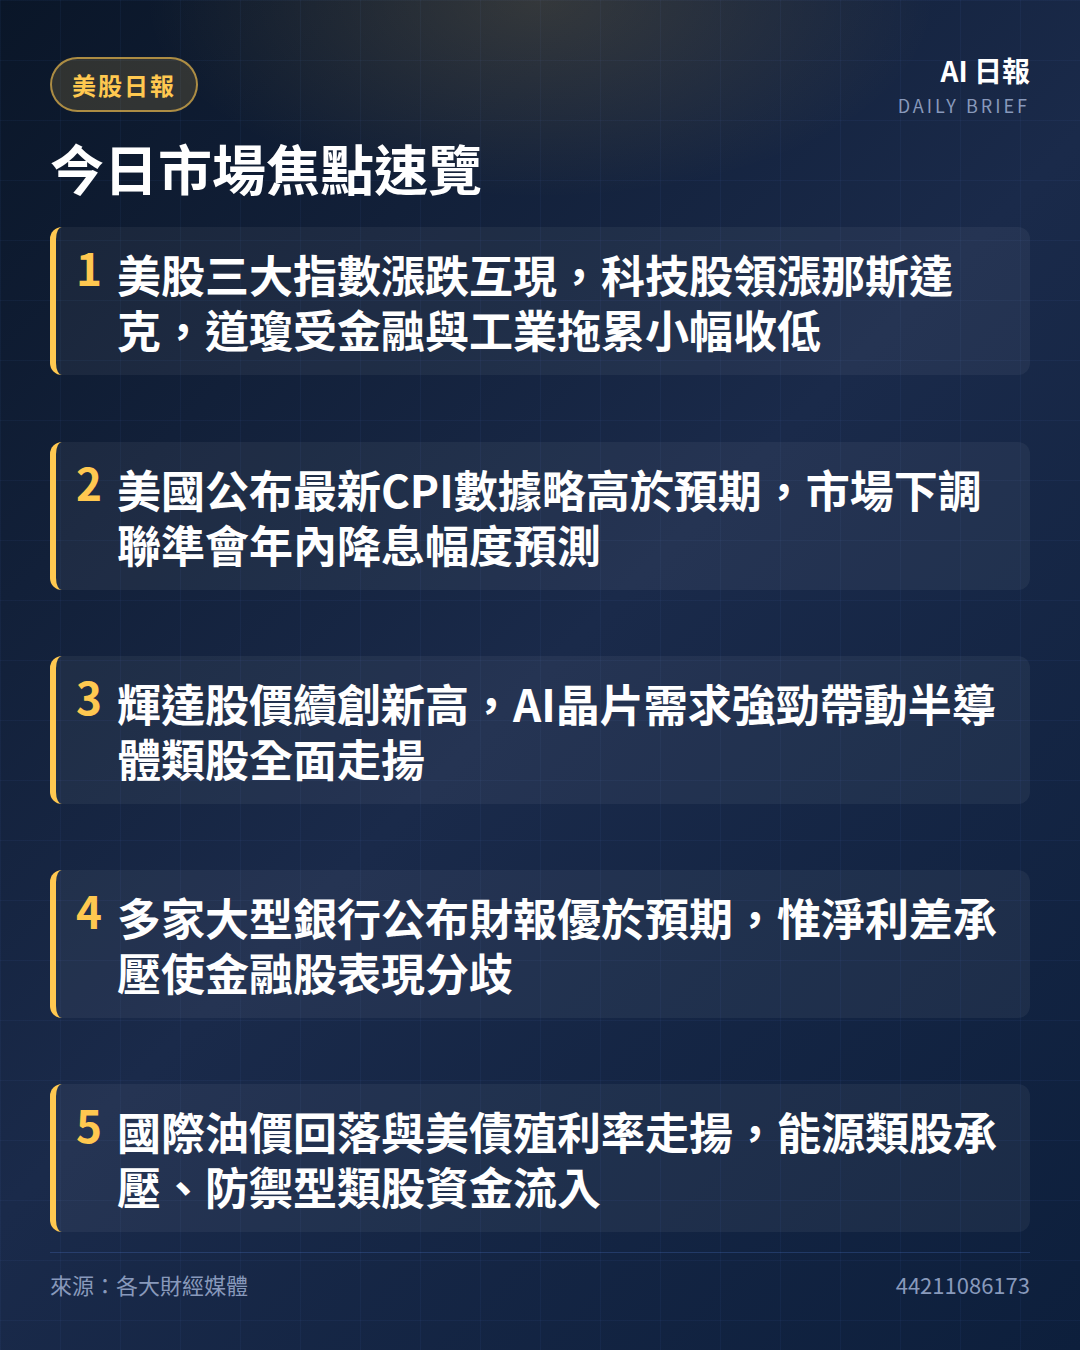 美股日報
AI 日報
DAILY BRIEF
今日市場焦點速覽
1 美股三大指數漲跌互現，科技股領漲那斯達
克，道瓊受金融與工業拖累小幅收低
2 美國公布最新CPI數據略高於預期，市場下調
聯準會年內降息幅度預測
3 輝達股價續創新高，AI晶片需求強勁帶動半導
體類股全面走揚
4 多家大型銀行公布財報優於預期，惟淨利差承
壓使金融股表現分歧
5 國際油價回落與美債殖利率走揚，能源類股承
壓、防禦型類股資金流入
來源：各大財經媒體
44211086173